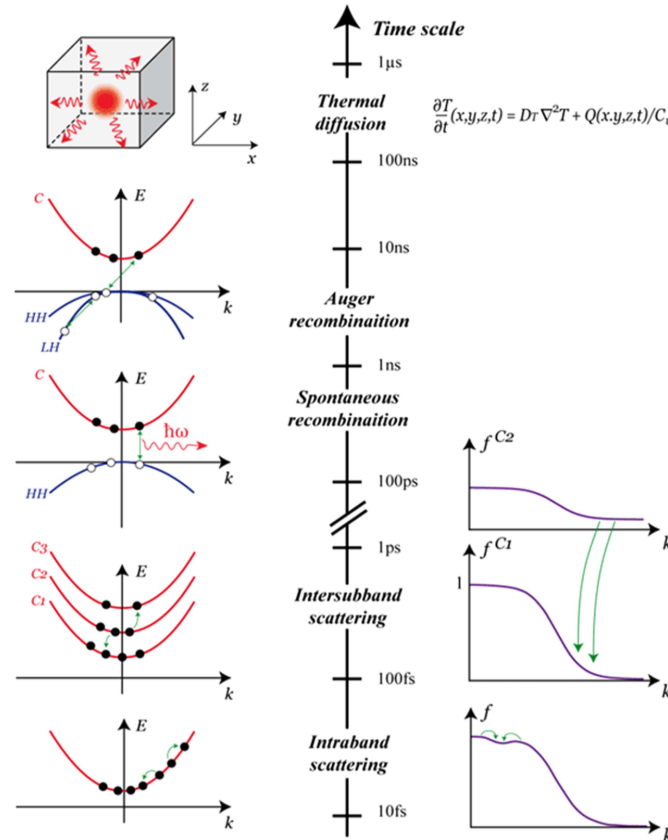 Time scale
1μs
z
y
x
Thermal
diffusion
∂T/∂t (x,y,z,t) = D_T ∇²T + Q(x.y,z,t)/C
100ns
C
E
k
HH
LH
10ns
Auger
recombinaition
1ns
C
E
ħω
k
HH
Spontaneous
recombinaition
100ps
f^C2
k
1ps
C3
C2
C1
E
k
Intersubband
scattering
f^C1
1
k
100fs
E
k
Intraband
scattering
f
k
10fs